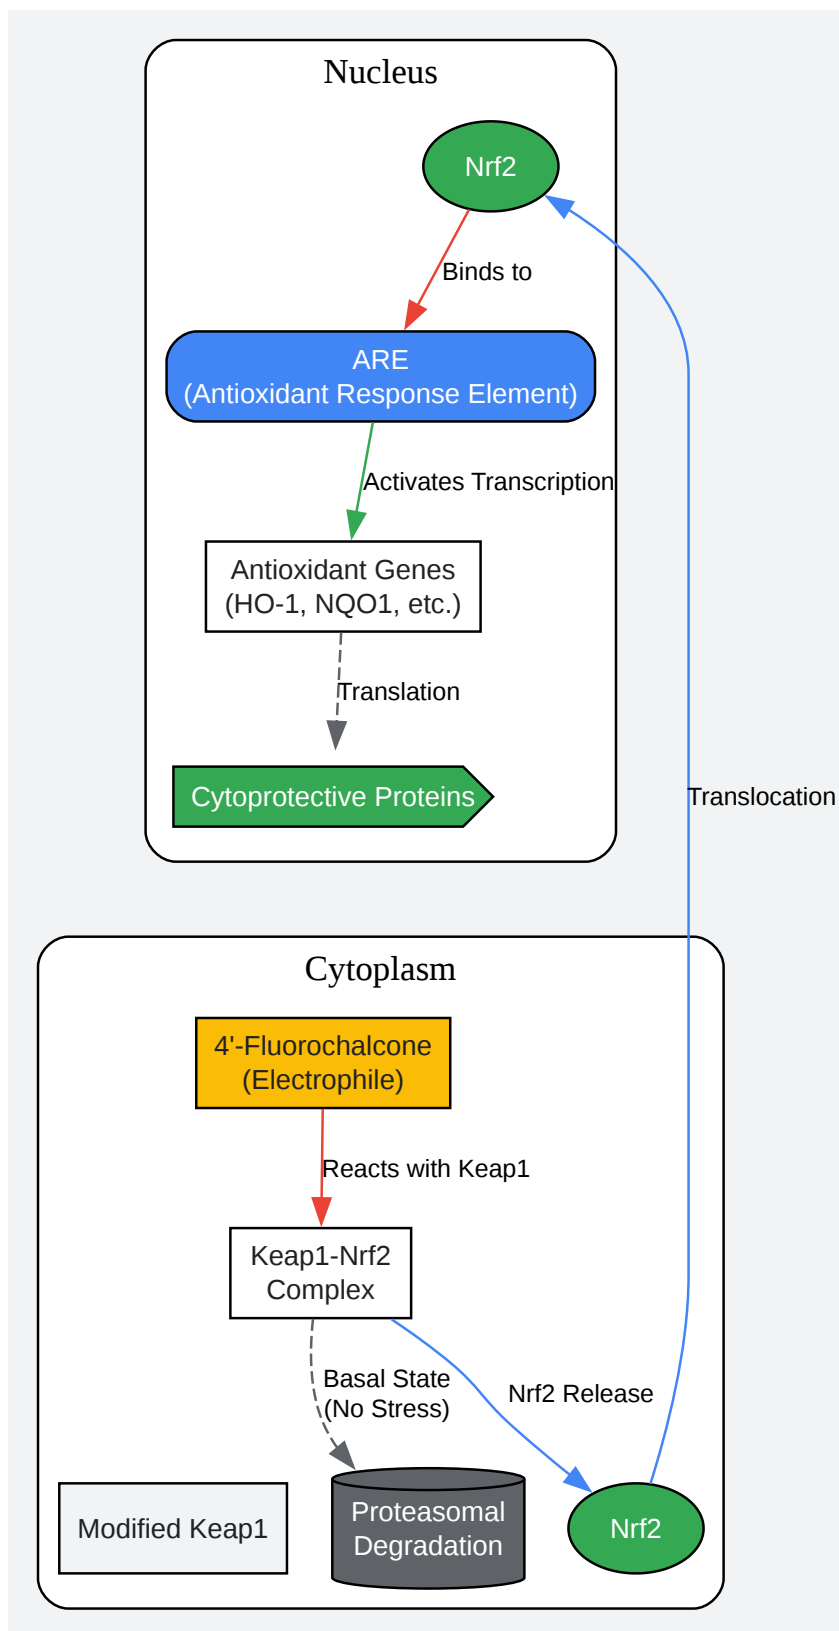 Nucleus
Nrf2
Binds to
ARE
(Antioxidant Response Element)
Activates Transcription
Antioxidant Genes
(HO-1, NQO1, etc.)
Translation
Cytoprotective Proteins
Translocation
Cytoplasm
4'-Fluorochalcone
(Electrophile)
Reacts with Keap1
Keap1-Nrf2
Complex
Basal State
(No Stress)
Nrf2 Release
Modified Keap1
Proteasomal
Degradation
Nrf2